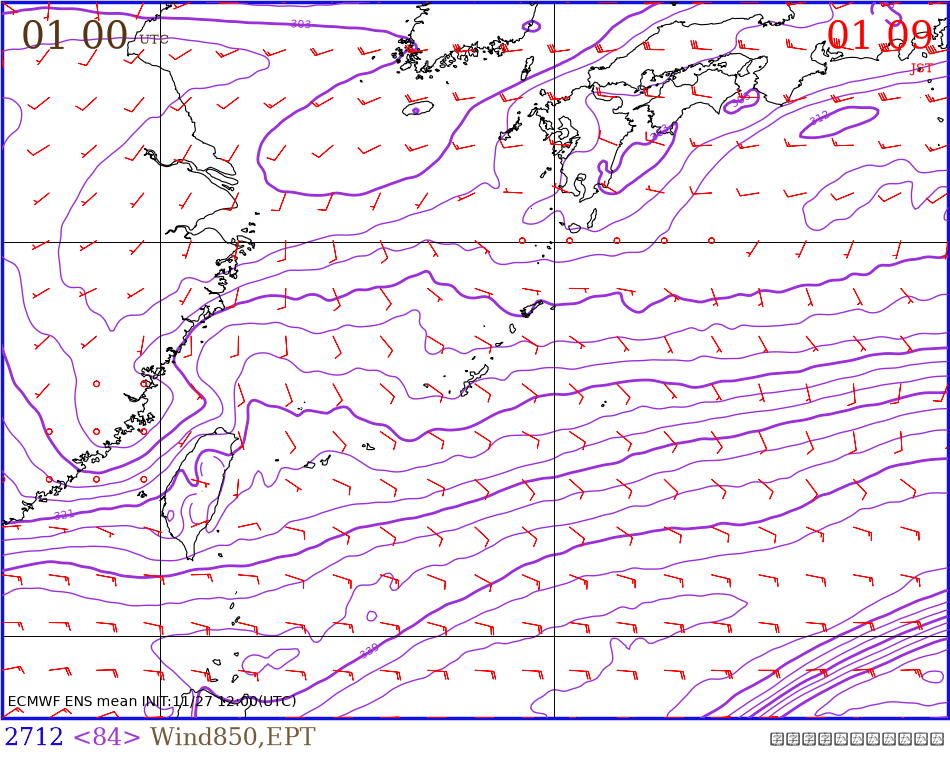 01 00 UTC
01 09
JST
303
312
321
339
ECMWF ENS mean INIT:11/27 12:00(UTC)
2712 <84> Wind850,EPT